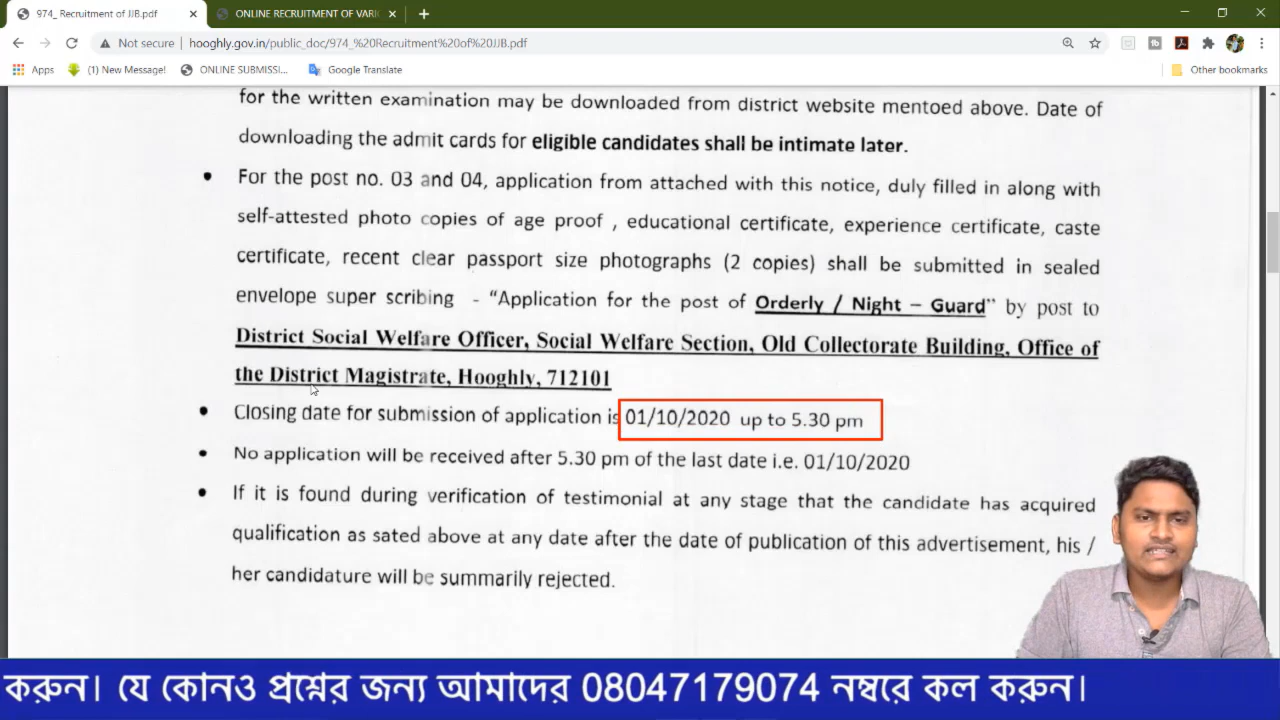 974_ Recruitment of JJB.pdf
ONLINE RECRUITMENT OF VARI
Not secure
hooghly.gov.in/public_doc/974_%20Recruitment%20of%20JJB.pdf
Apps
(1) New Message!
ONLINE SUBMISSI...
Google Translate
Other bookmarks
for the written examination may be downloaded from district website mentoed above. Date of
downloading the admit cards for eligible candidates shall be intimate later.
• For the post no. 03 and 04, application from attached with this notice, duly filled in along with
self-attested photo copies of age proof , educational certificate, experience certificate, caste
certificate, recent clear passport size photographs (2 copies) shall be submitted in sealed
envelope super scribing - "Application for the post of Orderly / Night – Guard" by post to
District Social Welfare Officer, Social Welfare Section, Old Collectorate Building, Office of
the District Magistrate, Hooghly, 712101
• Closing date for submission of application is 01/10/2020 up to 5.30 pm
• No application will be received after 5.30 pm of the last date i.e. 01/10/2020
• If it is found during verification of testimonial at any stage that the candidate has acquired
qualification as sated above at any date after the date of publication of this advertisement, his /
her candidature will be summarily rejected.
করুন। যে কোনও প্রশ্নের জন্য আমাদের 08047179074 নম্বরে কল করুন।